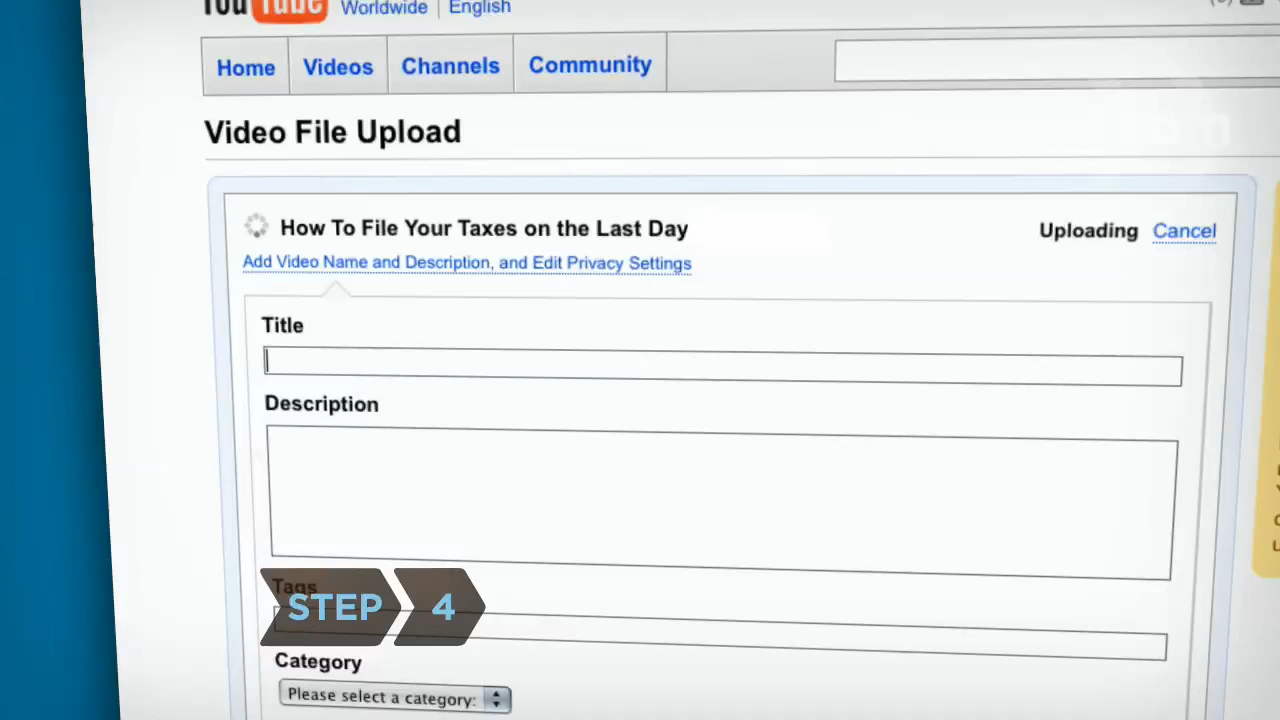 YouTube Worldwide English
Home Videos Channels Community
Video File Upload
How To File Your Taxes on the Last Day Uploading Cancel
Add Video Name and Description, and Edit Privacy Settings
Title
Description
Tags
STEP 4
Category
Please select a category: